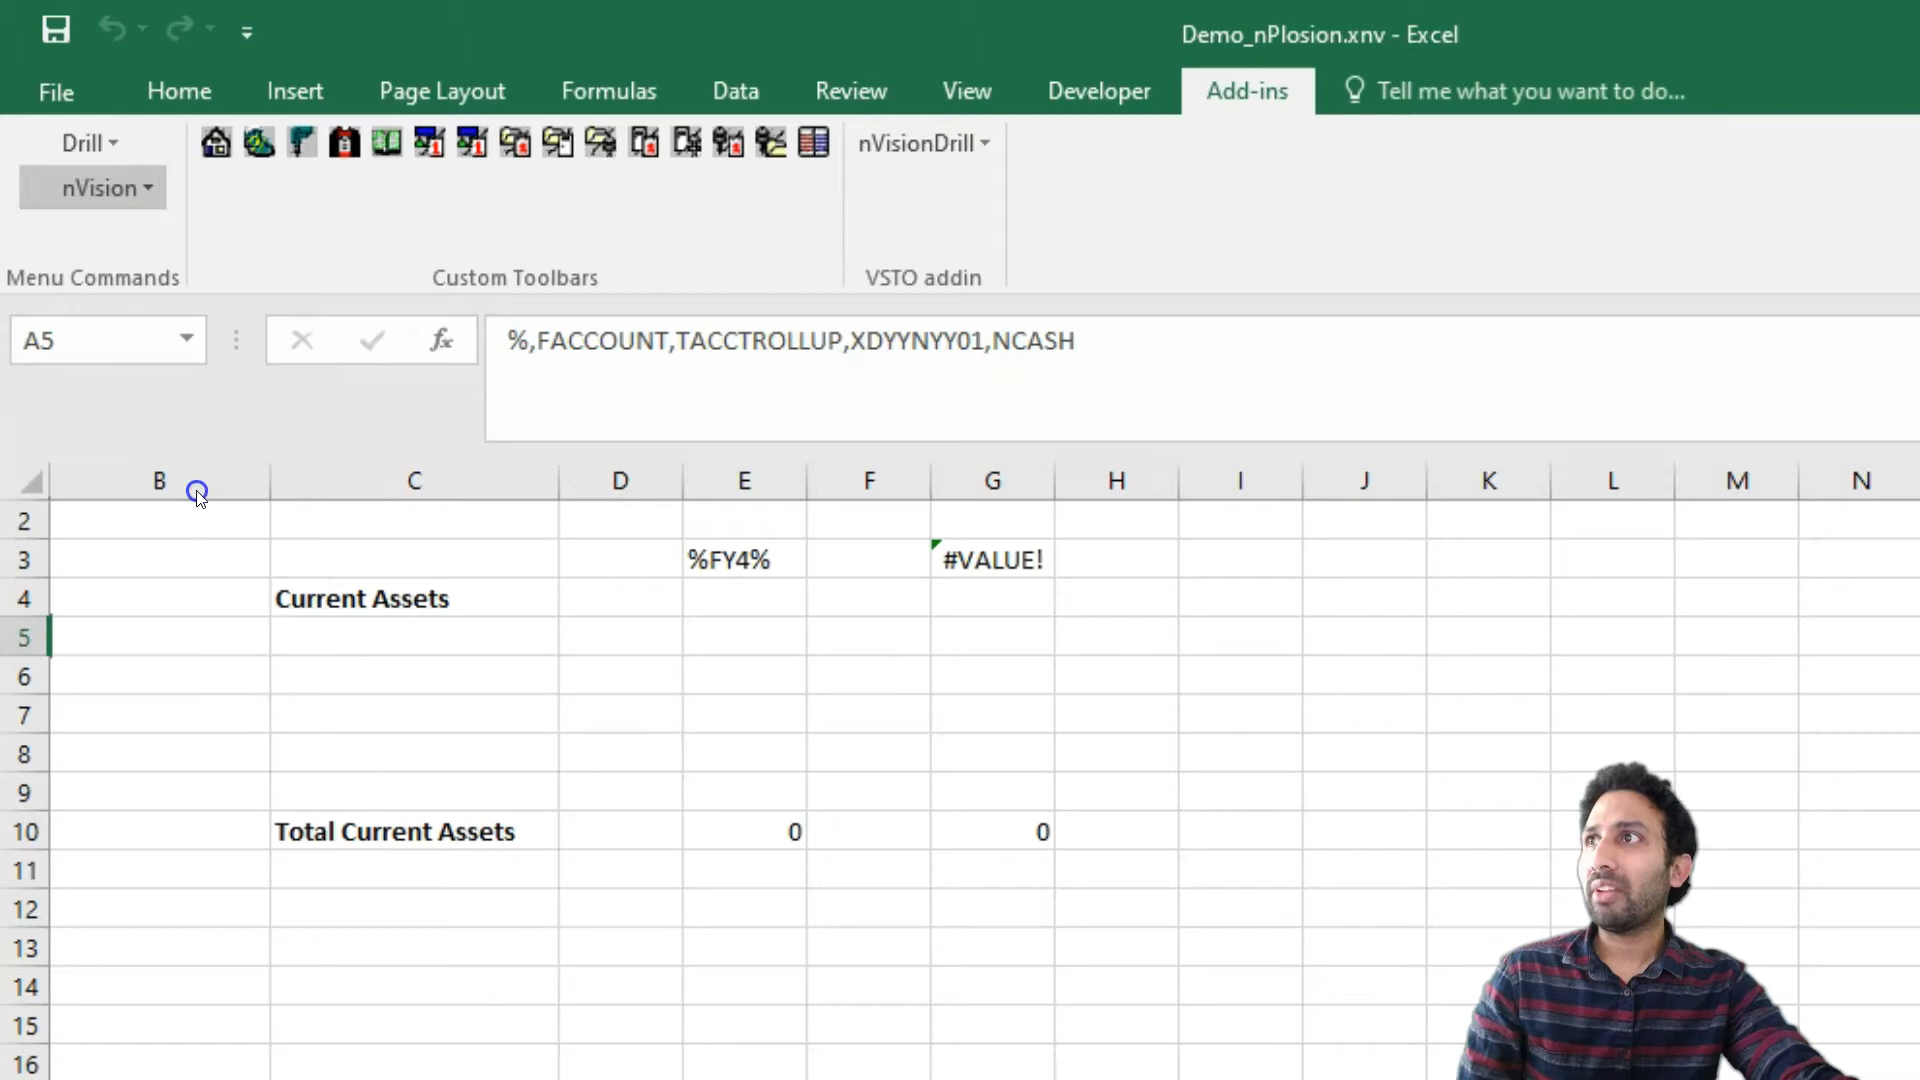 Demo_nPlosion.xnv - Excel
File Home Insert Page Layout Formulas Data Review View Developer Add-ins Tell me what you want to do...
Drill nVisionDrill
nVision
Menu Commands Custom Toolbars VSTO addin
A5 fx %,FACCOUNT,TACCTROLLUP,XDYYNYY01,NCASH
B C D E F G H I J K L M N
2
3 %FY4% #VALUE!
4 Current Assets
5
6
7
8
9
10 Total Current Assets 0 0
11
12
13
14
15
16